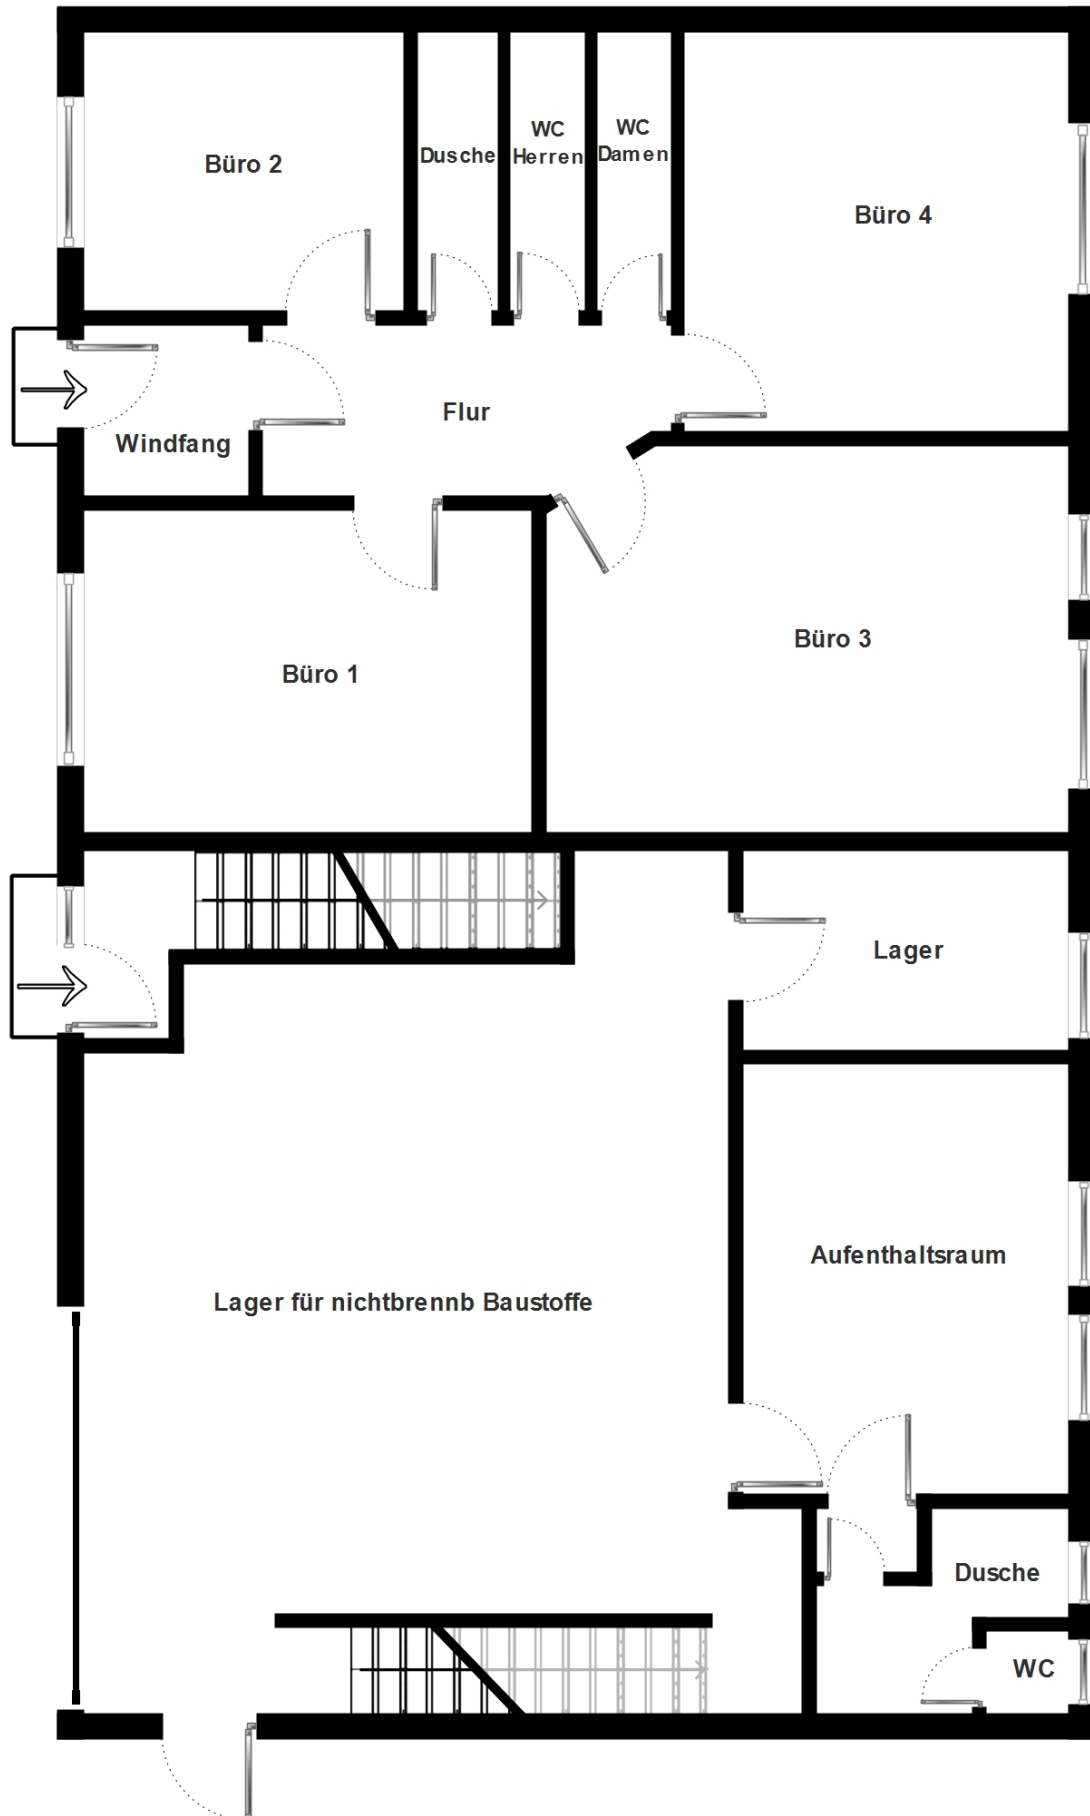 Büro 2
Dusche
WC
Herren
WC
Damen
Büro 4
Windfang
Flur
Büro 1
Büro 3
Lager
Aufenthaltsraum
Lager für nichtbrennb Baustoffe
Dusche
WC